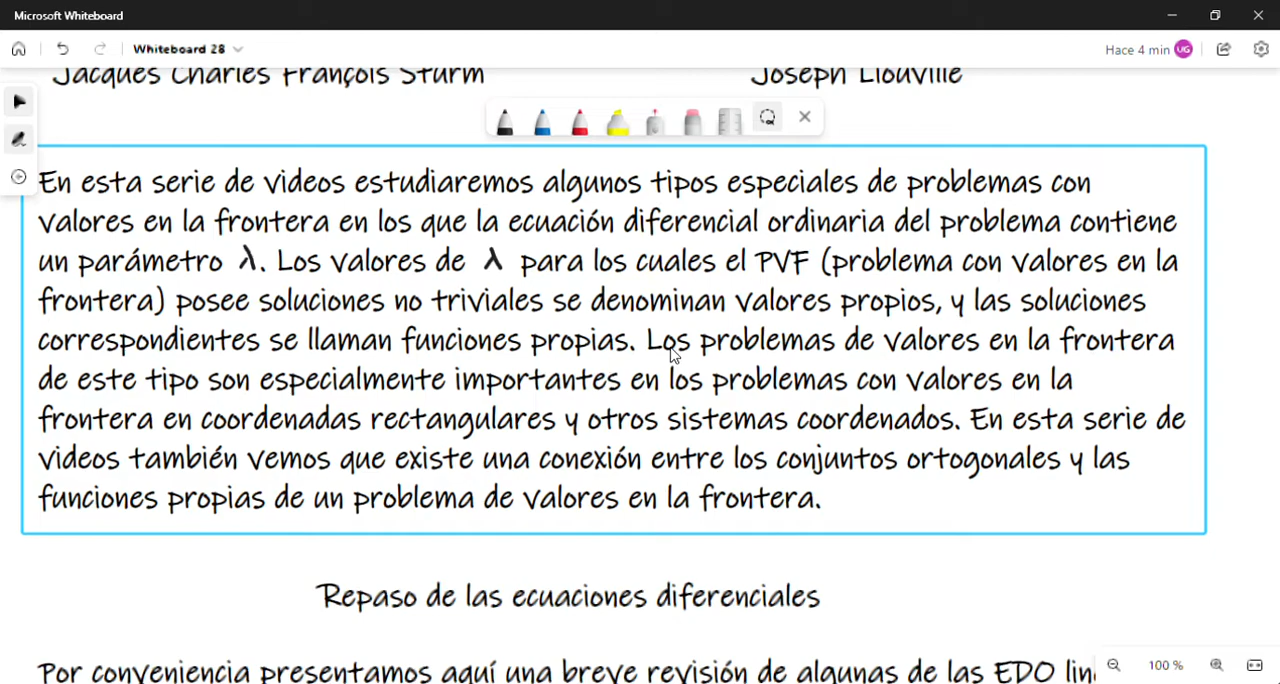 Microsoft Whiteboard
Whiteboard 28
Hace 4 min UG
Jacques Charles François Sturm
Joseph Liouville
En esta serie de videos estudiaremos algunos tipos especiales de problemas con
valores en la frontera en los que la ecuación diferencial ordinaria del problema contiene
un parámetro λ. Los valores de λ para los cuales el PVF (problema con valores en la
frontera) posee soluciones no triviales se denominan valores propios, y las soluciones
correspondientes se llaman funciones propias. Los problemas de valores en la frontera
de este tipo son especialmente importantes en los problemas con valores en la
frontera en coordenadas rectangulares y otros sistemas coordenados. En esta serie de
videos también vemos que existe una conexión entre los conjuntos ortogonales y las
funciones propias de un problema de valores en la frontera.
Repaso de las ecuaciones diferenciales
Por conveniencia presentamos aquí una breve revisión de algunas de las EDO
100 %